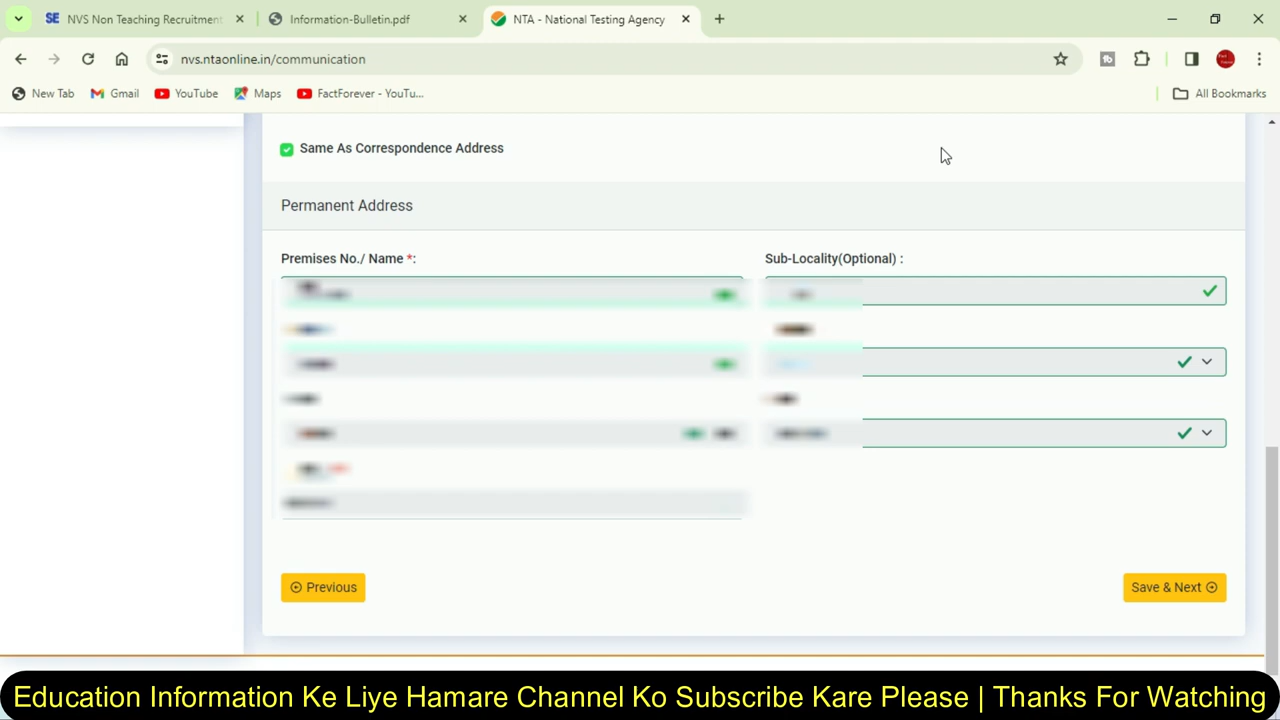 NVS Non Teaching Recruitment
Information-Bulletin.pdf
NTA - National Testing Agency
nvs.ntaonline.in/communication
New Tab
Gmail
YouTube
Maps
FactForever - YouTu...
All Bookmarks
Same As Correspondence Address
Permanent Address
Premises No./ Name *:
Sub-Locality(Optional) :
Previous
Save & Next
Education Information Ke Liye Hamare Channel Ko Subscribe Kare Please | Thanks For Watching